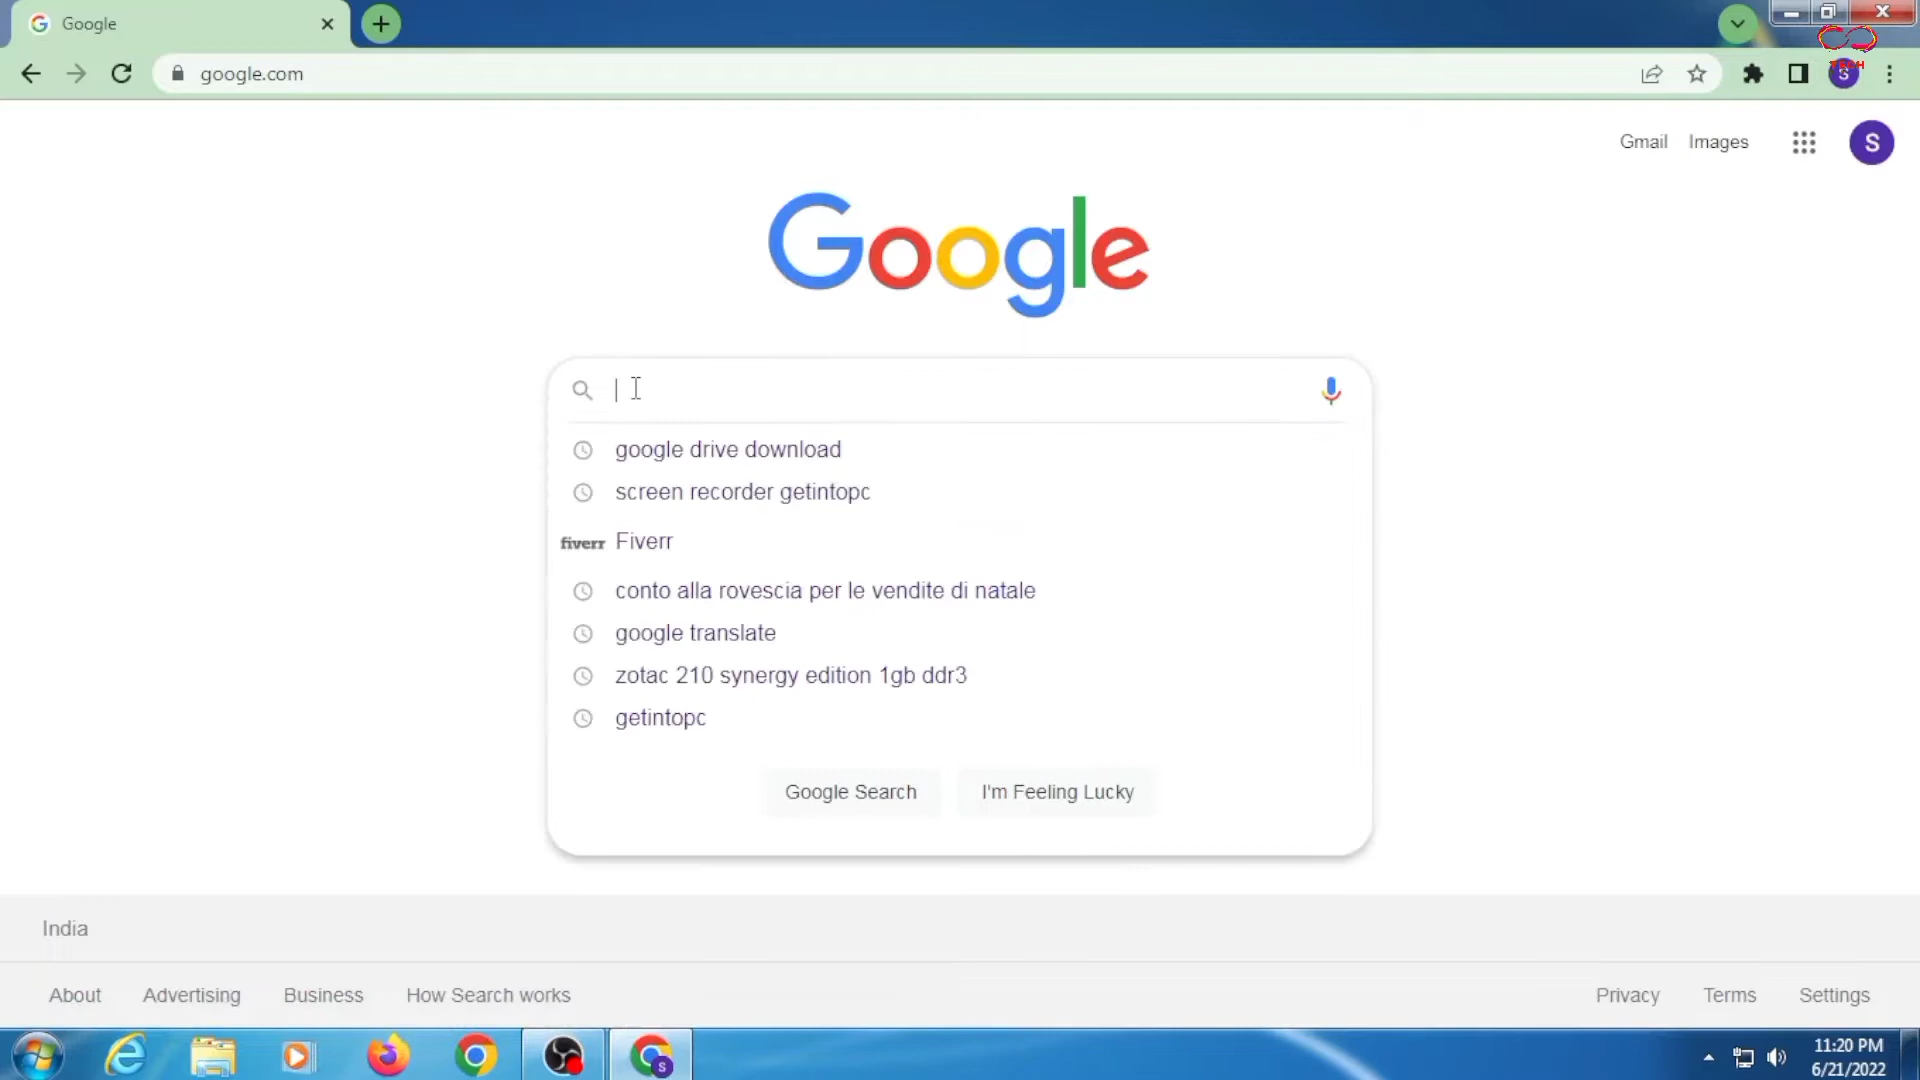 Google
google.com
TECH
S
Gmail Images
S
Google
google drive download
screen recorder getintopc
fiverr Fiverr
conto alla rovescia per le vendite di natale
google translate
zotac 210 synergy edition 1gb ddr3
getintopc
Google Search I'm Feeling Lucky
India
About Advertising Business How Search works Privacy Terms Settings
S
11:20 PM
6/21/2022